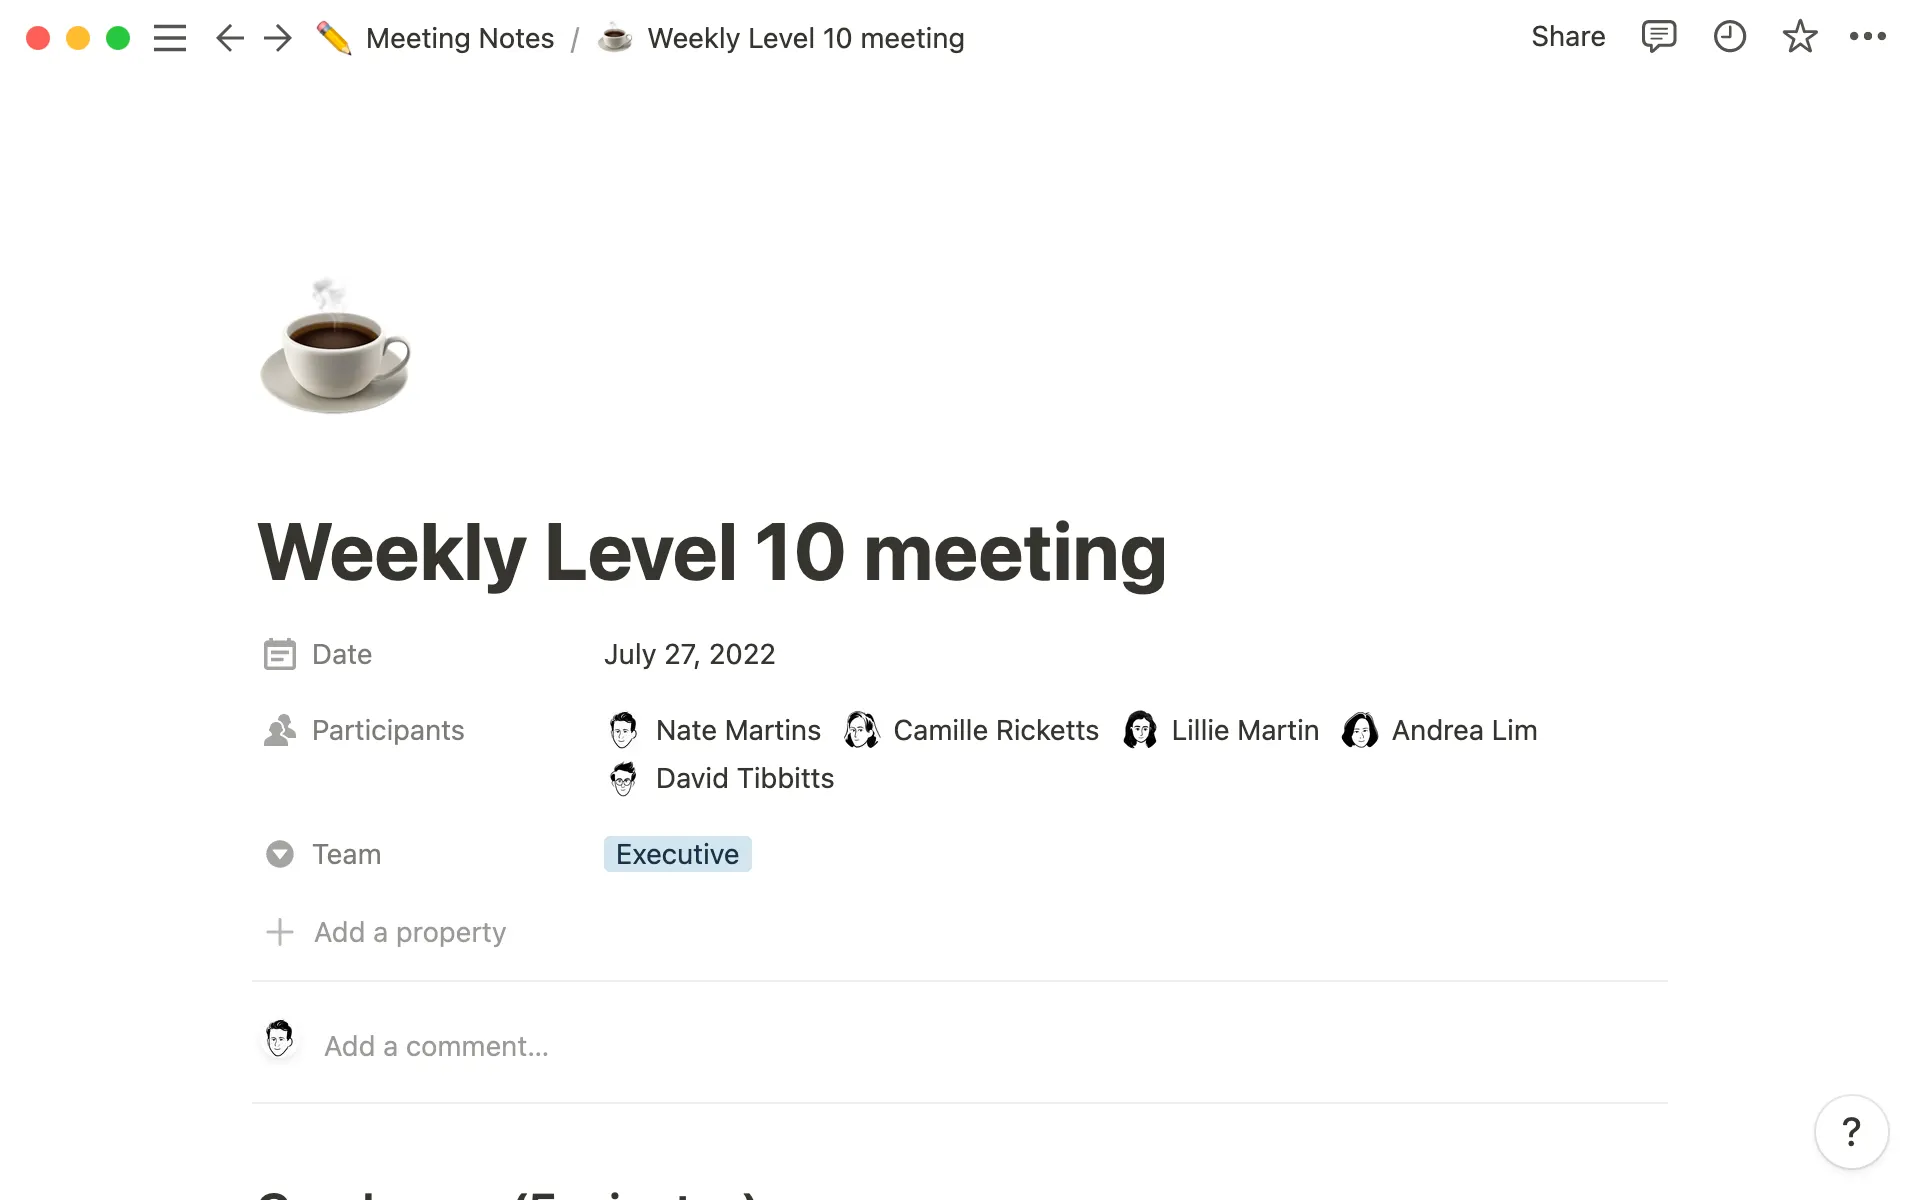 Meeting Notes / Weekly Level 10 meeting
Share
Weekly Level 10 meeting
Date July 27, 2022
Participants Nate Martins Camille Ricketts Lillie Martin Andrea Lim
David Tibbitts
Team Executive
Add a property
Add a comment...
?